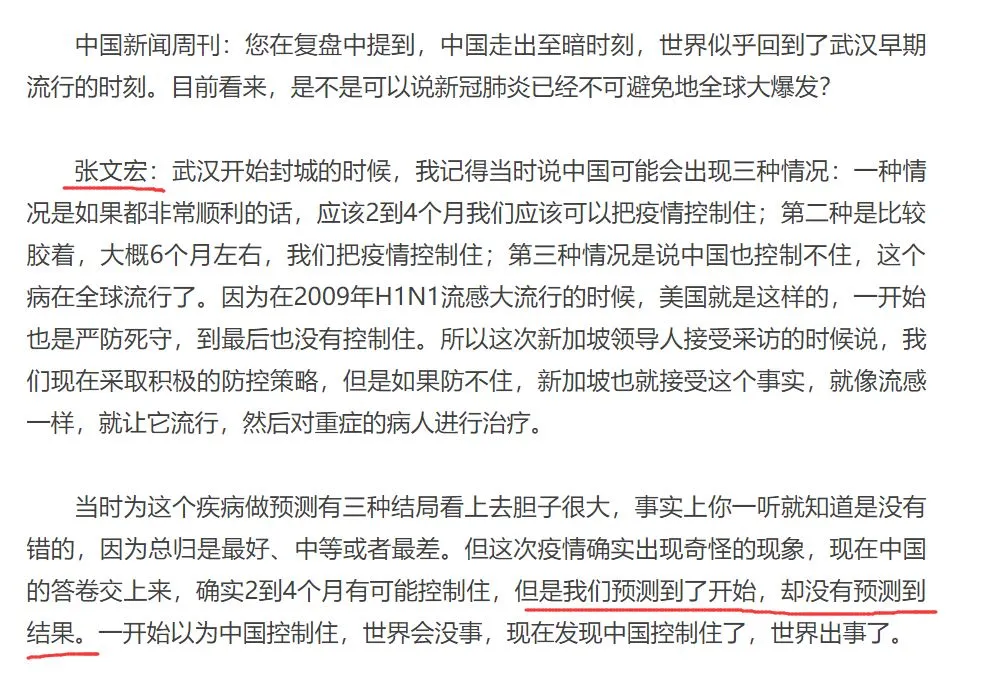 中国新闻周刊：您在复盘中提到，中国走出至暗时刻，世界似乎回到了武汉早期
流行的时刻。目前看来，是不是可以说新冠肺炎已经不可避免地全球大爆发？
张文宏：武汉开始封城的时候，我记得当时说中国可能会出现三种情况：一种情
况是如果都非常顺利的话，应该2到4个月我们应该可以把疫情控制住；第二种是比较
胶着，大概6个月左右，我们把疫情控制住；第三种情况是说中国也控制不住，这个
病在全球流行了。因为在2009年H1N1流感大流行的时候，美国就是这样的，一开始
也是严防死守，到最后也没有控制住。所以这次新加坡领导人接受采访的时候说，我
们现在采取积极的防控策略，但是如果防不住，新加坡也就接受这个事实，就像流感
一样，就让它流行，然后对重症的病人进行治疗。
当时为这个疾病做预测有三种结局看上去胆子很大，事实上你一听就知道是没有
错的，因为总归是最好、中等或者最差。但这次疫情确实出现奇怪的现象，现在中国
的答卷交上来，确实2到4个月有可能控制住，但是我们预测到了开始，却没有预测到
结果。一开始以为中国控制住，世界会没事，现在发现中国控制住了，世界出事了。